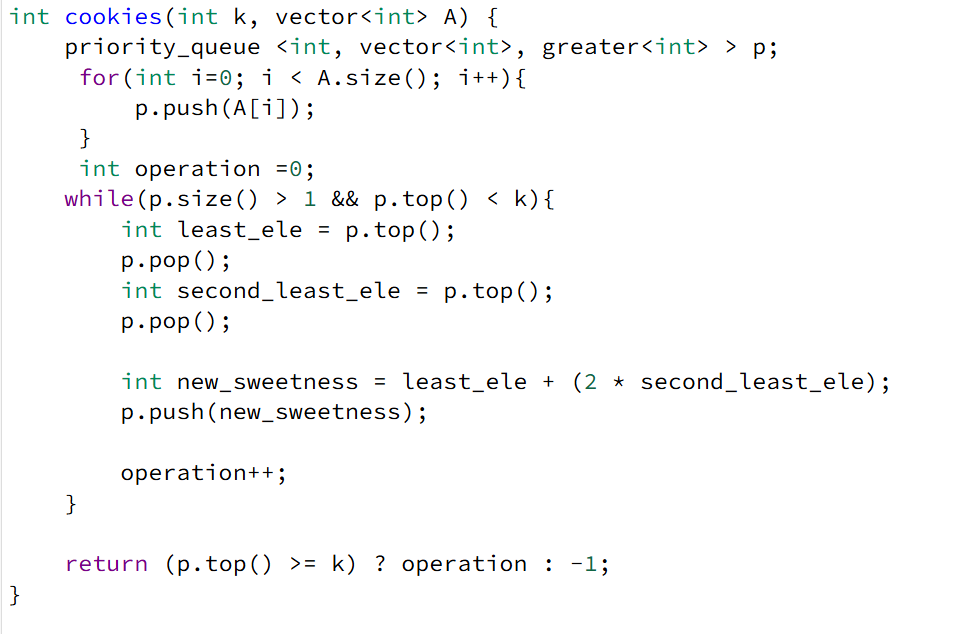 int cookies(int k, vector<int> A) {
priority_queue <int, vector<int>, greater<int> > p;
for(int i=0; i < A.size(); i++){
p.push(A[i]);
}
int operation =0;
while(p.size() > 1 && p.top() < k){
int least_ele = p.top();
p.pop();
int second_least_ele = p.top();
p.pop();
int new_sweetness = least_ele + (2 * second_least_ele);
p.push(new_sweetness);
operation++;
}
return (p.top() >= k) ? operation : -1;
}